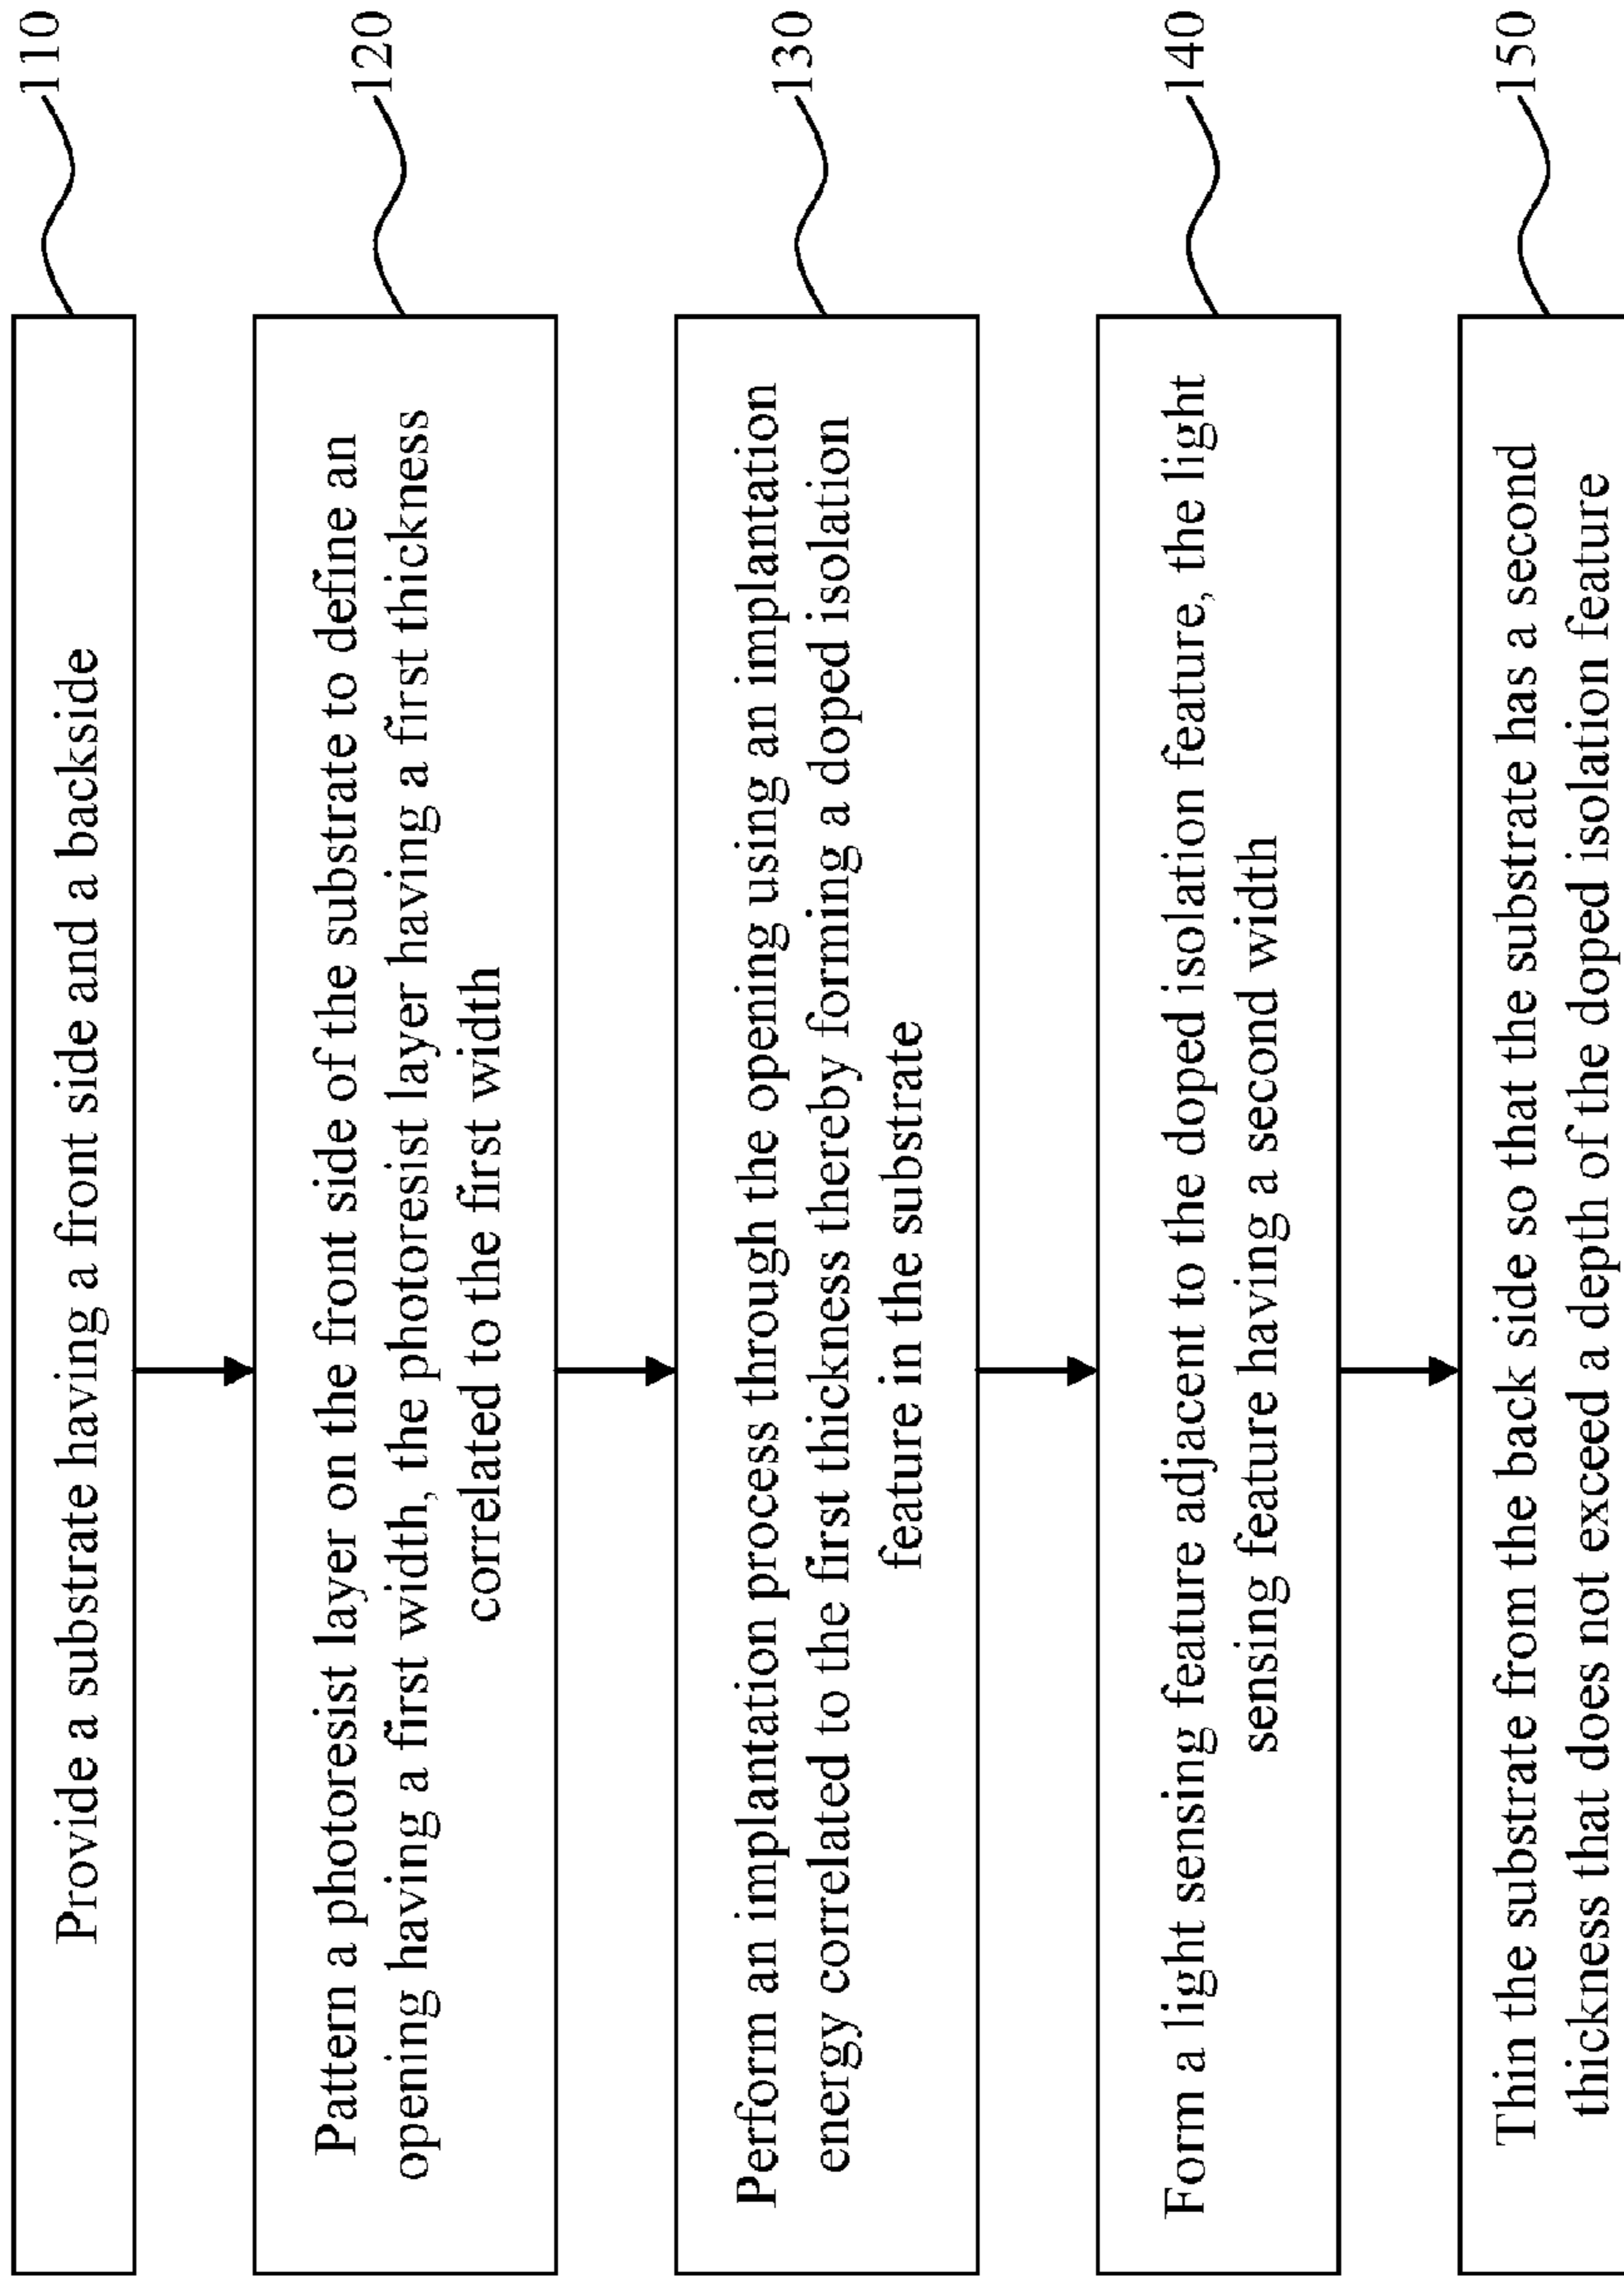 Provide a substrate having a front side and a backside
110
Pattern a photoresist layer on the front side of the substrate to define an
opening having a first width, the photoresist layer having a first thickness
correlated to the first width
120
Perform an implantation process through the opening using an implantation
energy correlated to the first thickness thereby forming a doped isolation
feature in the substrate
130
Form a light sensing feature adjacent to the doped isolation feature, the light
sensing feature having a second width
140
Thin the substrate from the back side so that the substrate has a second
thickness that does not exceed a depth of the doped isolation feature
150